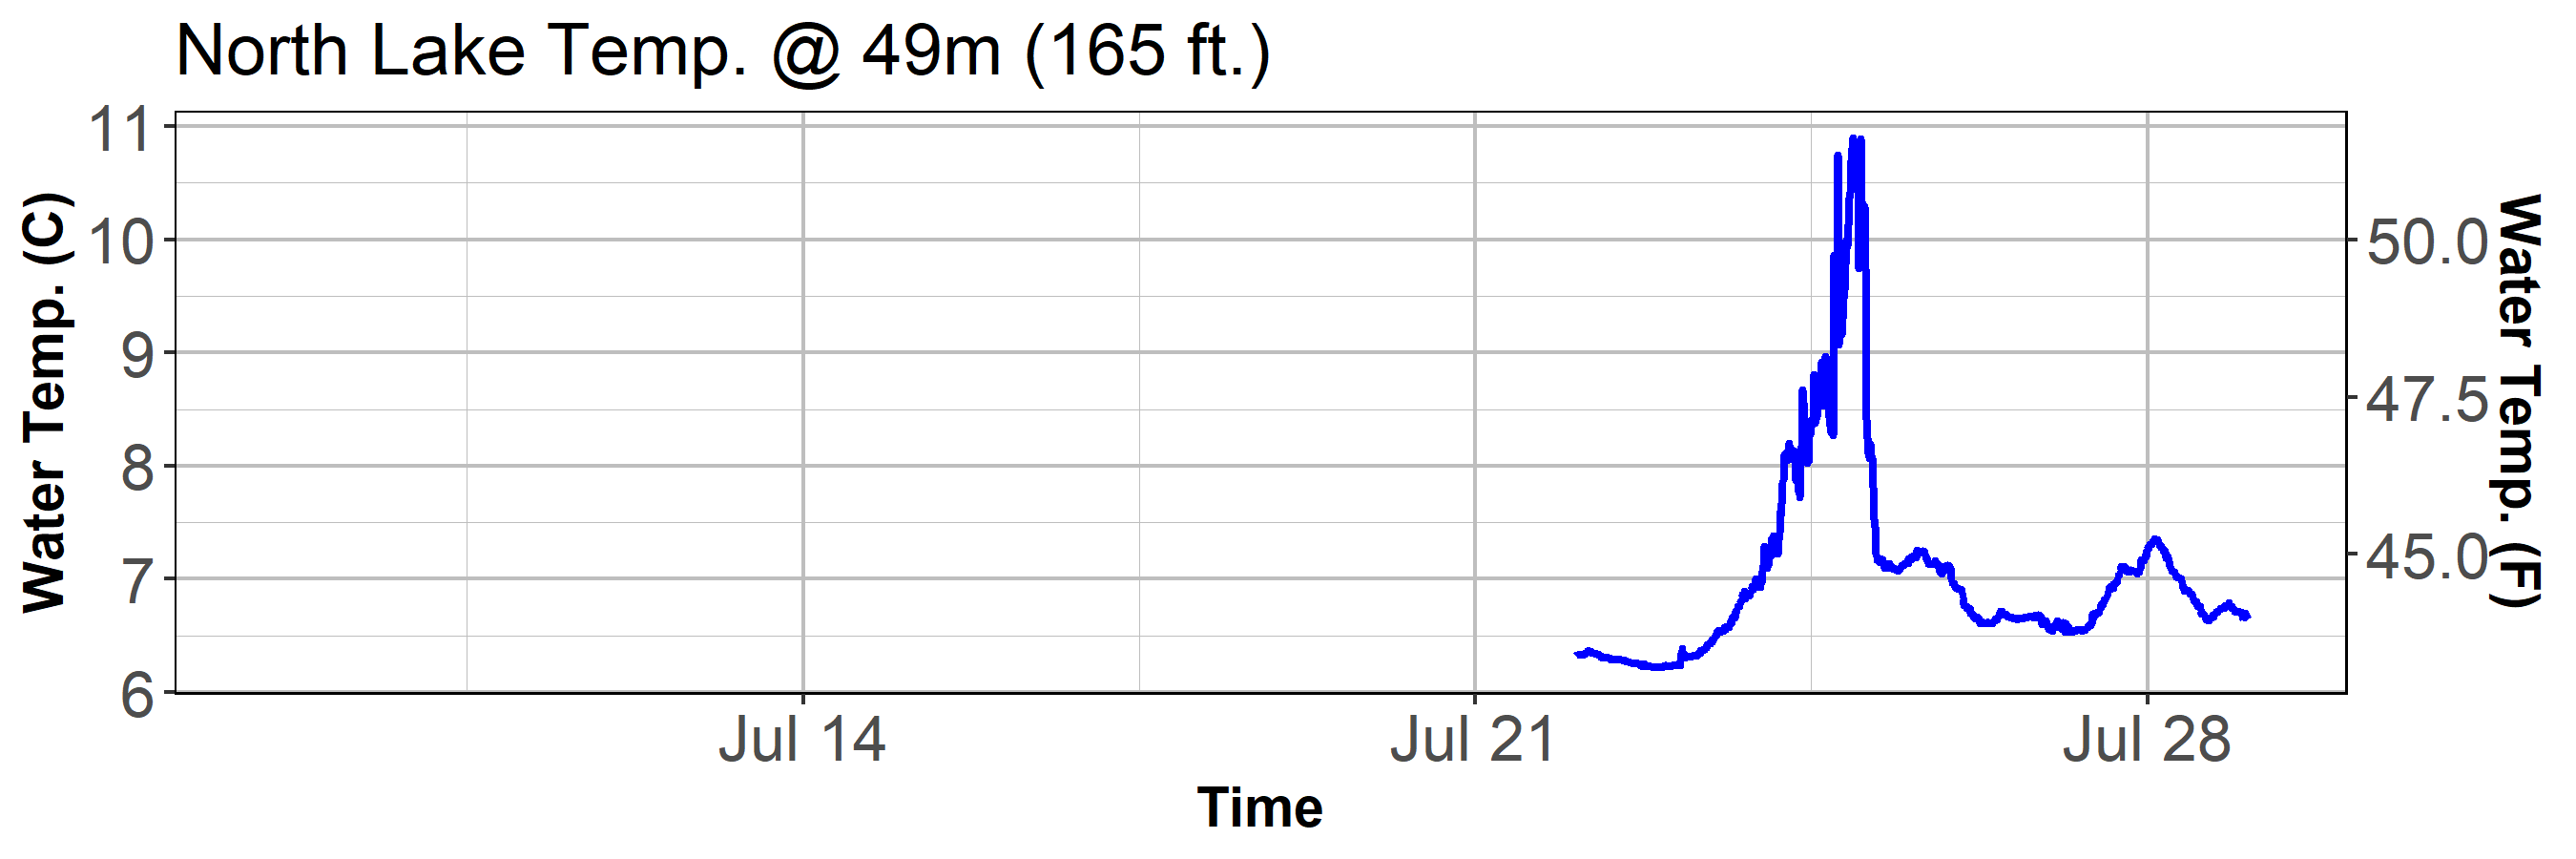 North Lake Temp. @ 49m (165 ft.)
Water Temp. (C)
11
10
9
8
7
6
50.0
47.5
45.0
Water Temp. (F)
Jul 14
Jul 21
Jul 28
Time